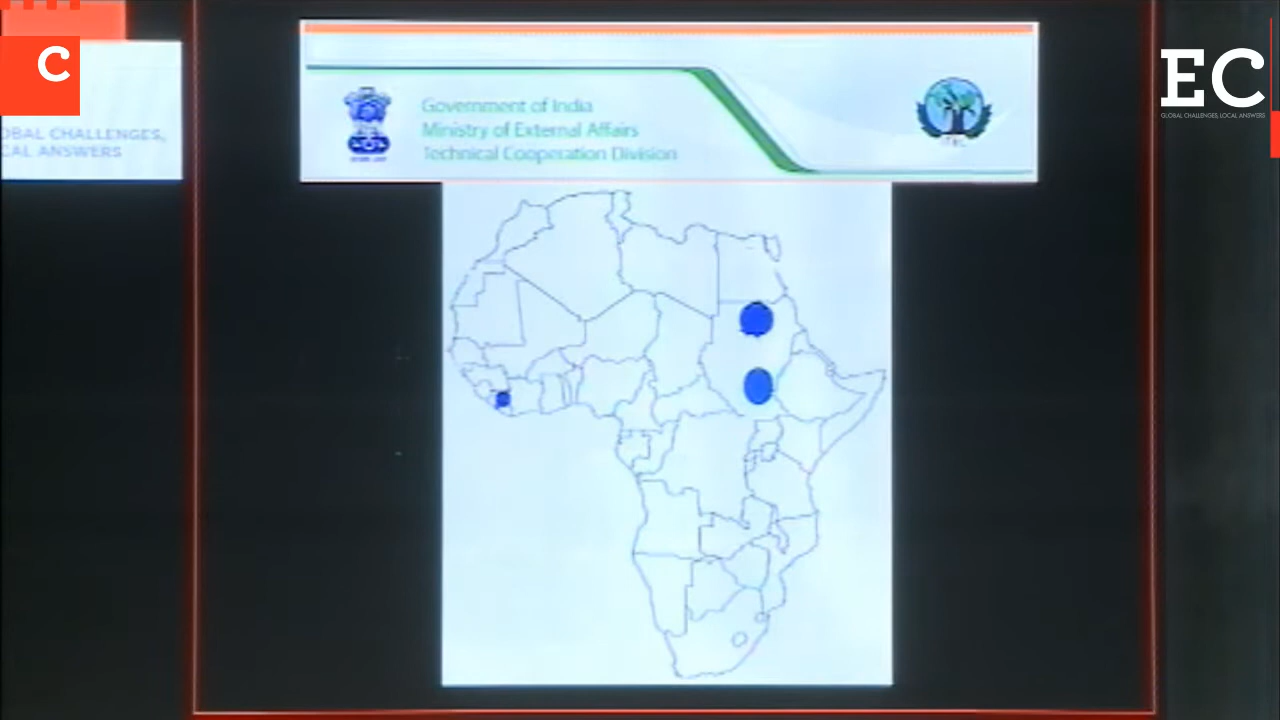 C
OBAL CHALLENGES,
CAL ANSWERS
Government of India
Ministry of External Affairs
Technical Cooperation Division
EC
GLOBAL CHALLENGES, LOCAL ANSWERS